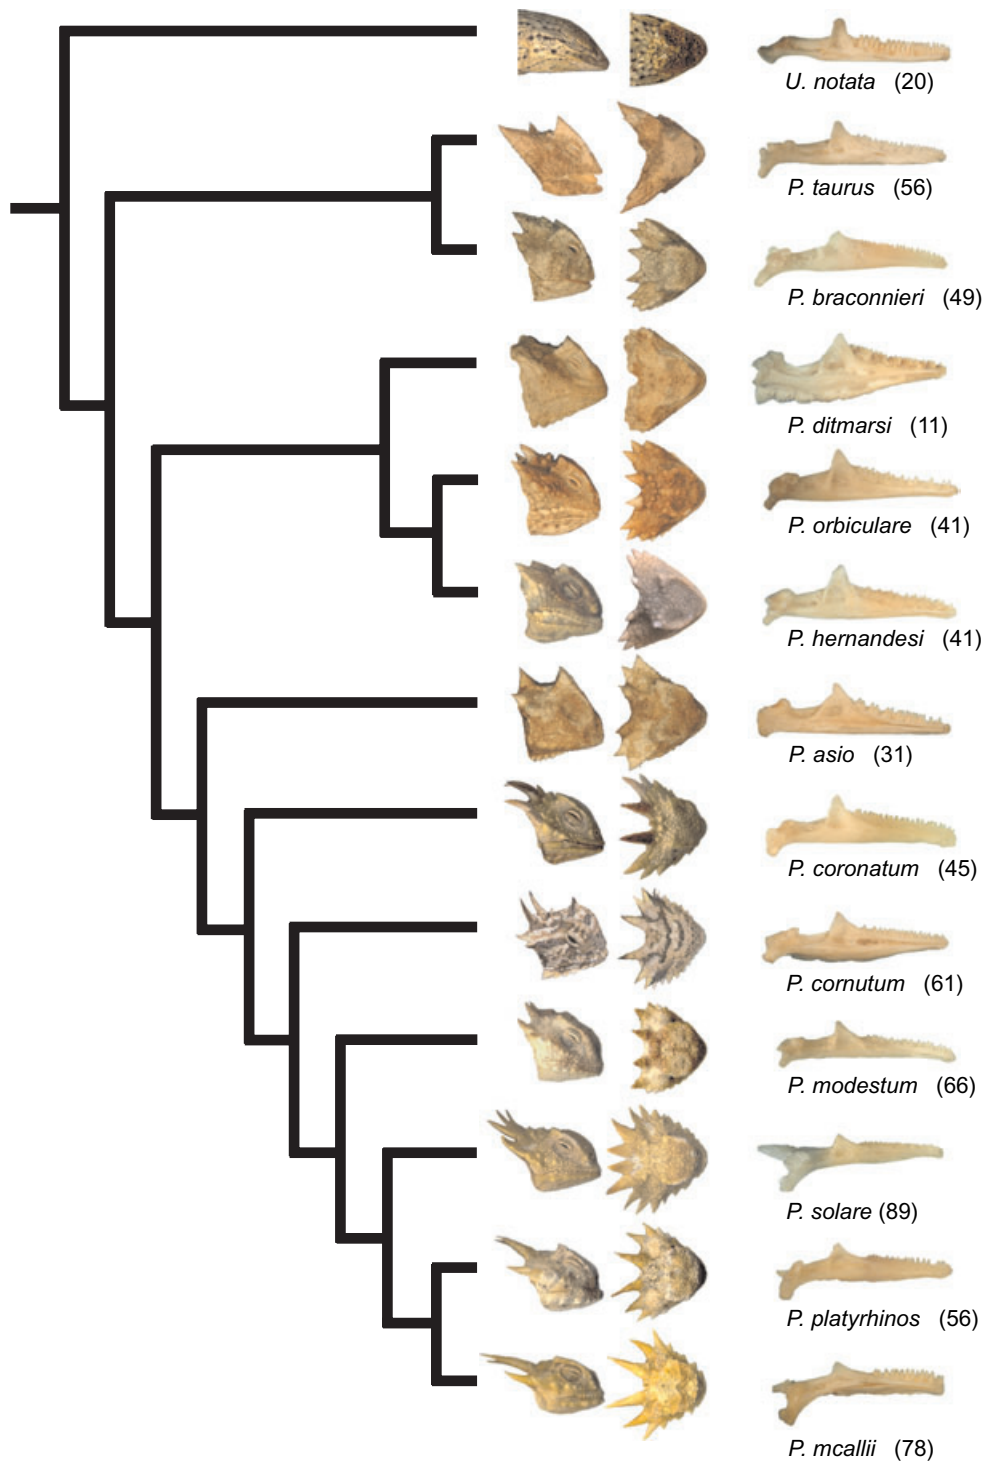 U. notata (20)
P. taurus (56)
P. braconnieri (49)
P. ditmarsi (11)
P. orbiculare (41)
P. hernandesi (41)
P. asio (31)
P. coronatum (45)
P. cornutum (61)
P. modestum (66)
P. solare (89)
P. platyrhinos (56)
P. mcallii (78)